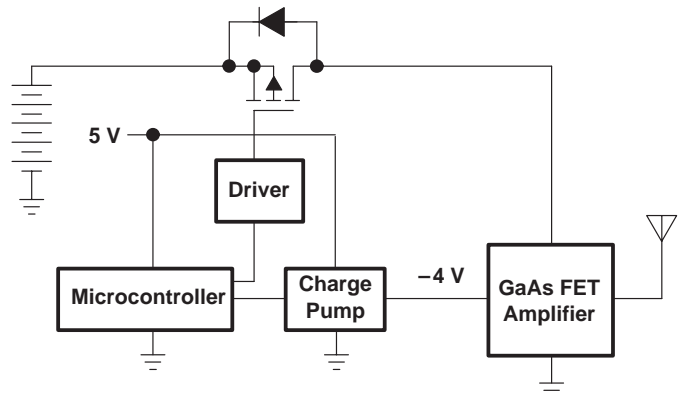 5 V
Driver
Microcontroller
Charge
Pump
–4 V
GaAs FET
Amplifier